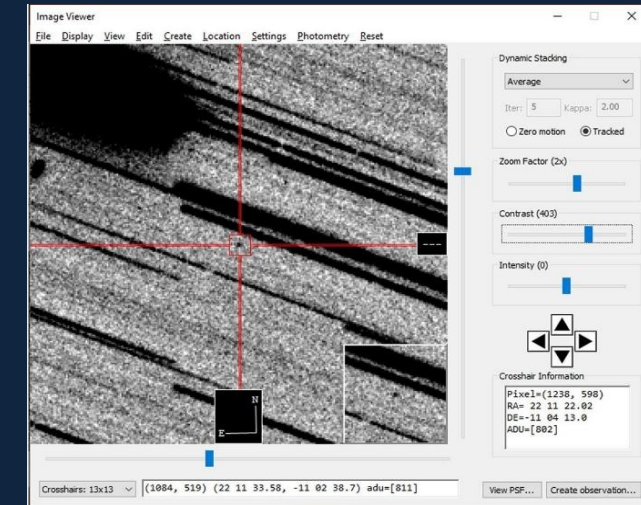 Image Viewer
File Display View Edit Create Location Settings Photometry Reset
Dynamic Stacking
Average
Iter: 5 Kappa: 2.00
Zero motion Tracked
Zoom Factor (2x)
Contrast (403)
---
Intensity (0)
Crosshair Information
Pixel=(1238, 598)
RA= 22 11 22.02
DE=-11 04 13.0
ADU=[802]
N
E
Crosshairs: 13x13 (1084, 519) (22 11 33.58, -11 02 38.7) adu=[811] View PSF... Create observation...